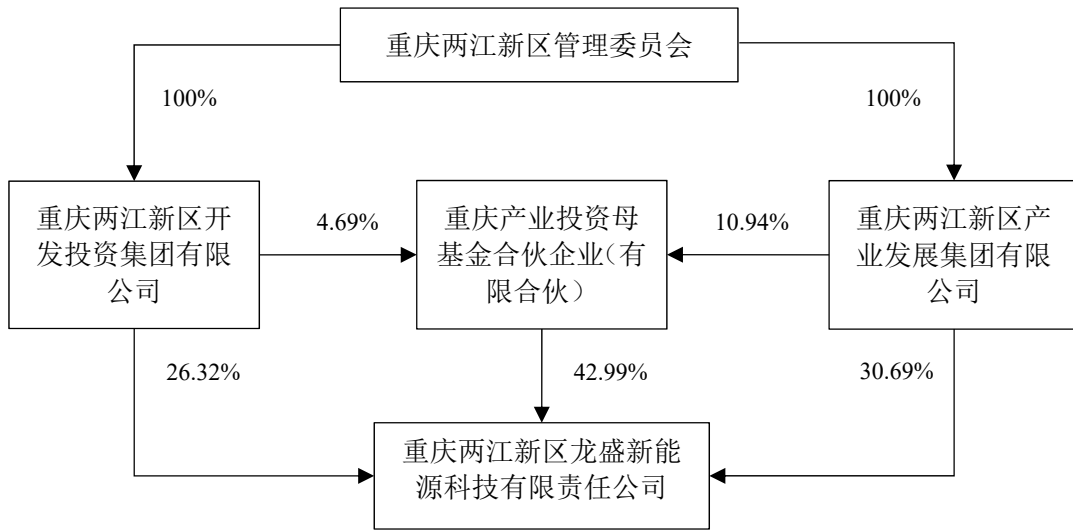 重庆两江新区管理委员会
100%
100%
重庆两江新区开
发投资集团有限
公司
4.69%
重庆产业投资母
基金合伙企业（有
限合伙）
10.94%
重庆两江新区产
业发展集团有限
公司
26.32%
42.99%
30.69%
重庆两江新区龙盛新能
源科技有限责任公司